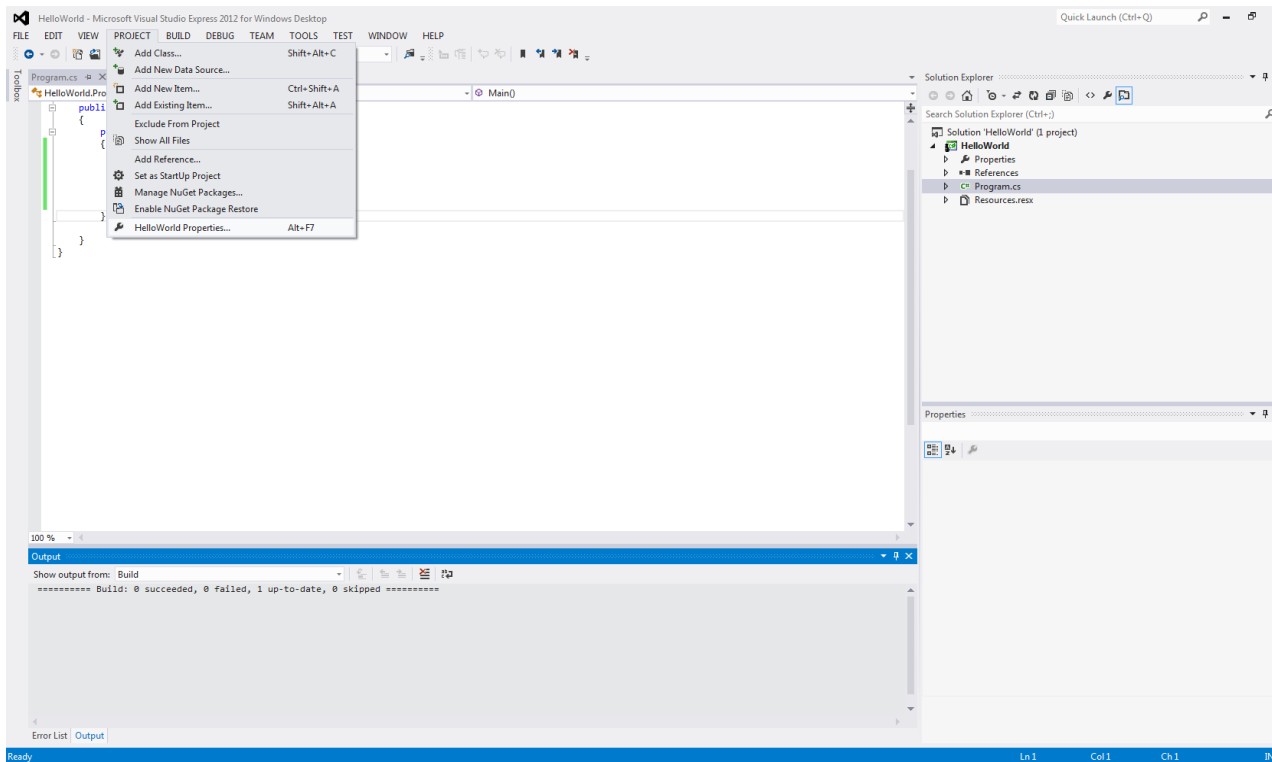 HelloWorld - Microsoft Visual Studio Express 2012 for Windows Desktop
Quick Launch (Ctrl+Q)
FILE EDIT VIEW PROJECT BUILD DEBUG TEAM TOOLS TEST WINDOW HELP
Add Class... Shift+Alt+C
Add New Data Source...
Add New Item... Ctrl+Shift+A
Add Existing Item... Shift+Alt+A
Exclude From Project
Show All Files
Add Reference...
Set as StartUp Project
Manage NuGet Packages...
Enable NuGet Package Restore
HelloWorld Properties... Alt+F7
Toolbox
Program.cs
HelloWorld.Pro
Main()
publi
{
p
{
}
}
}
100 %
Output
Show output from: Build
========== Build: 0 succeeded, 0 failed, 1 up-to-date, 0 skipped ==========
Error List Output
Solution Explorer
Search Solution Explorer (Ctrl+;)
Solution 'HelloWorld' (1 project)
HelloWorld
Properties
References
C# Program.cs
Resources.resx
Properties
Ready Ln 1 Col 1 Ch 1 IN